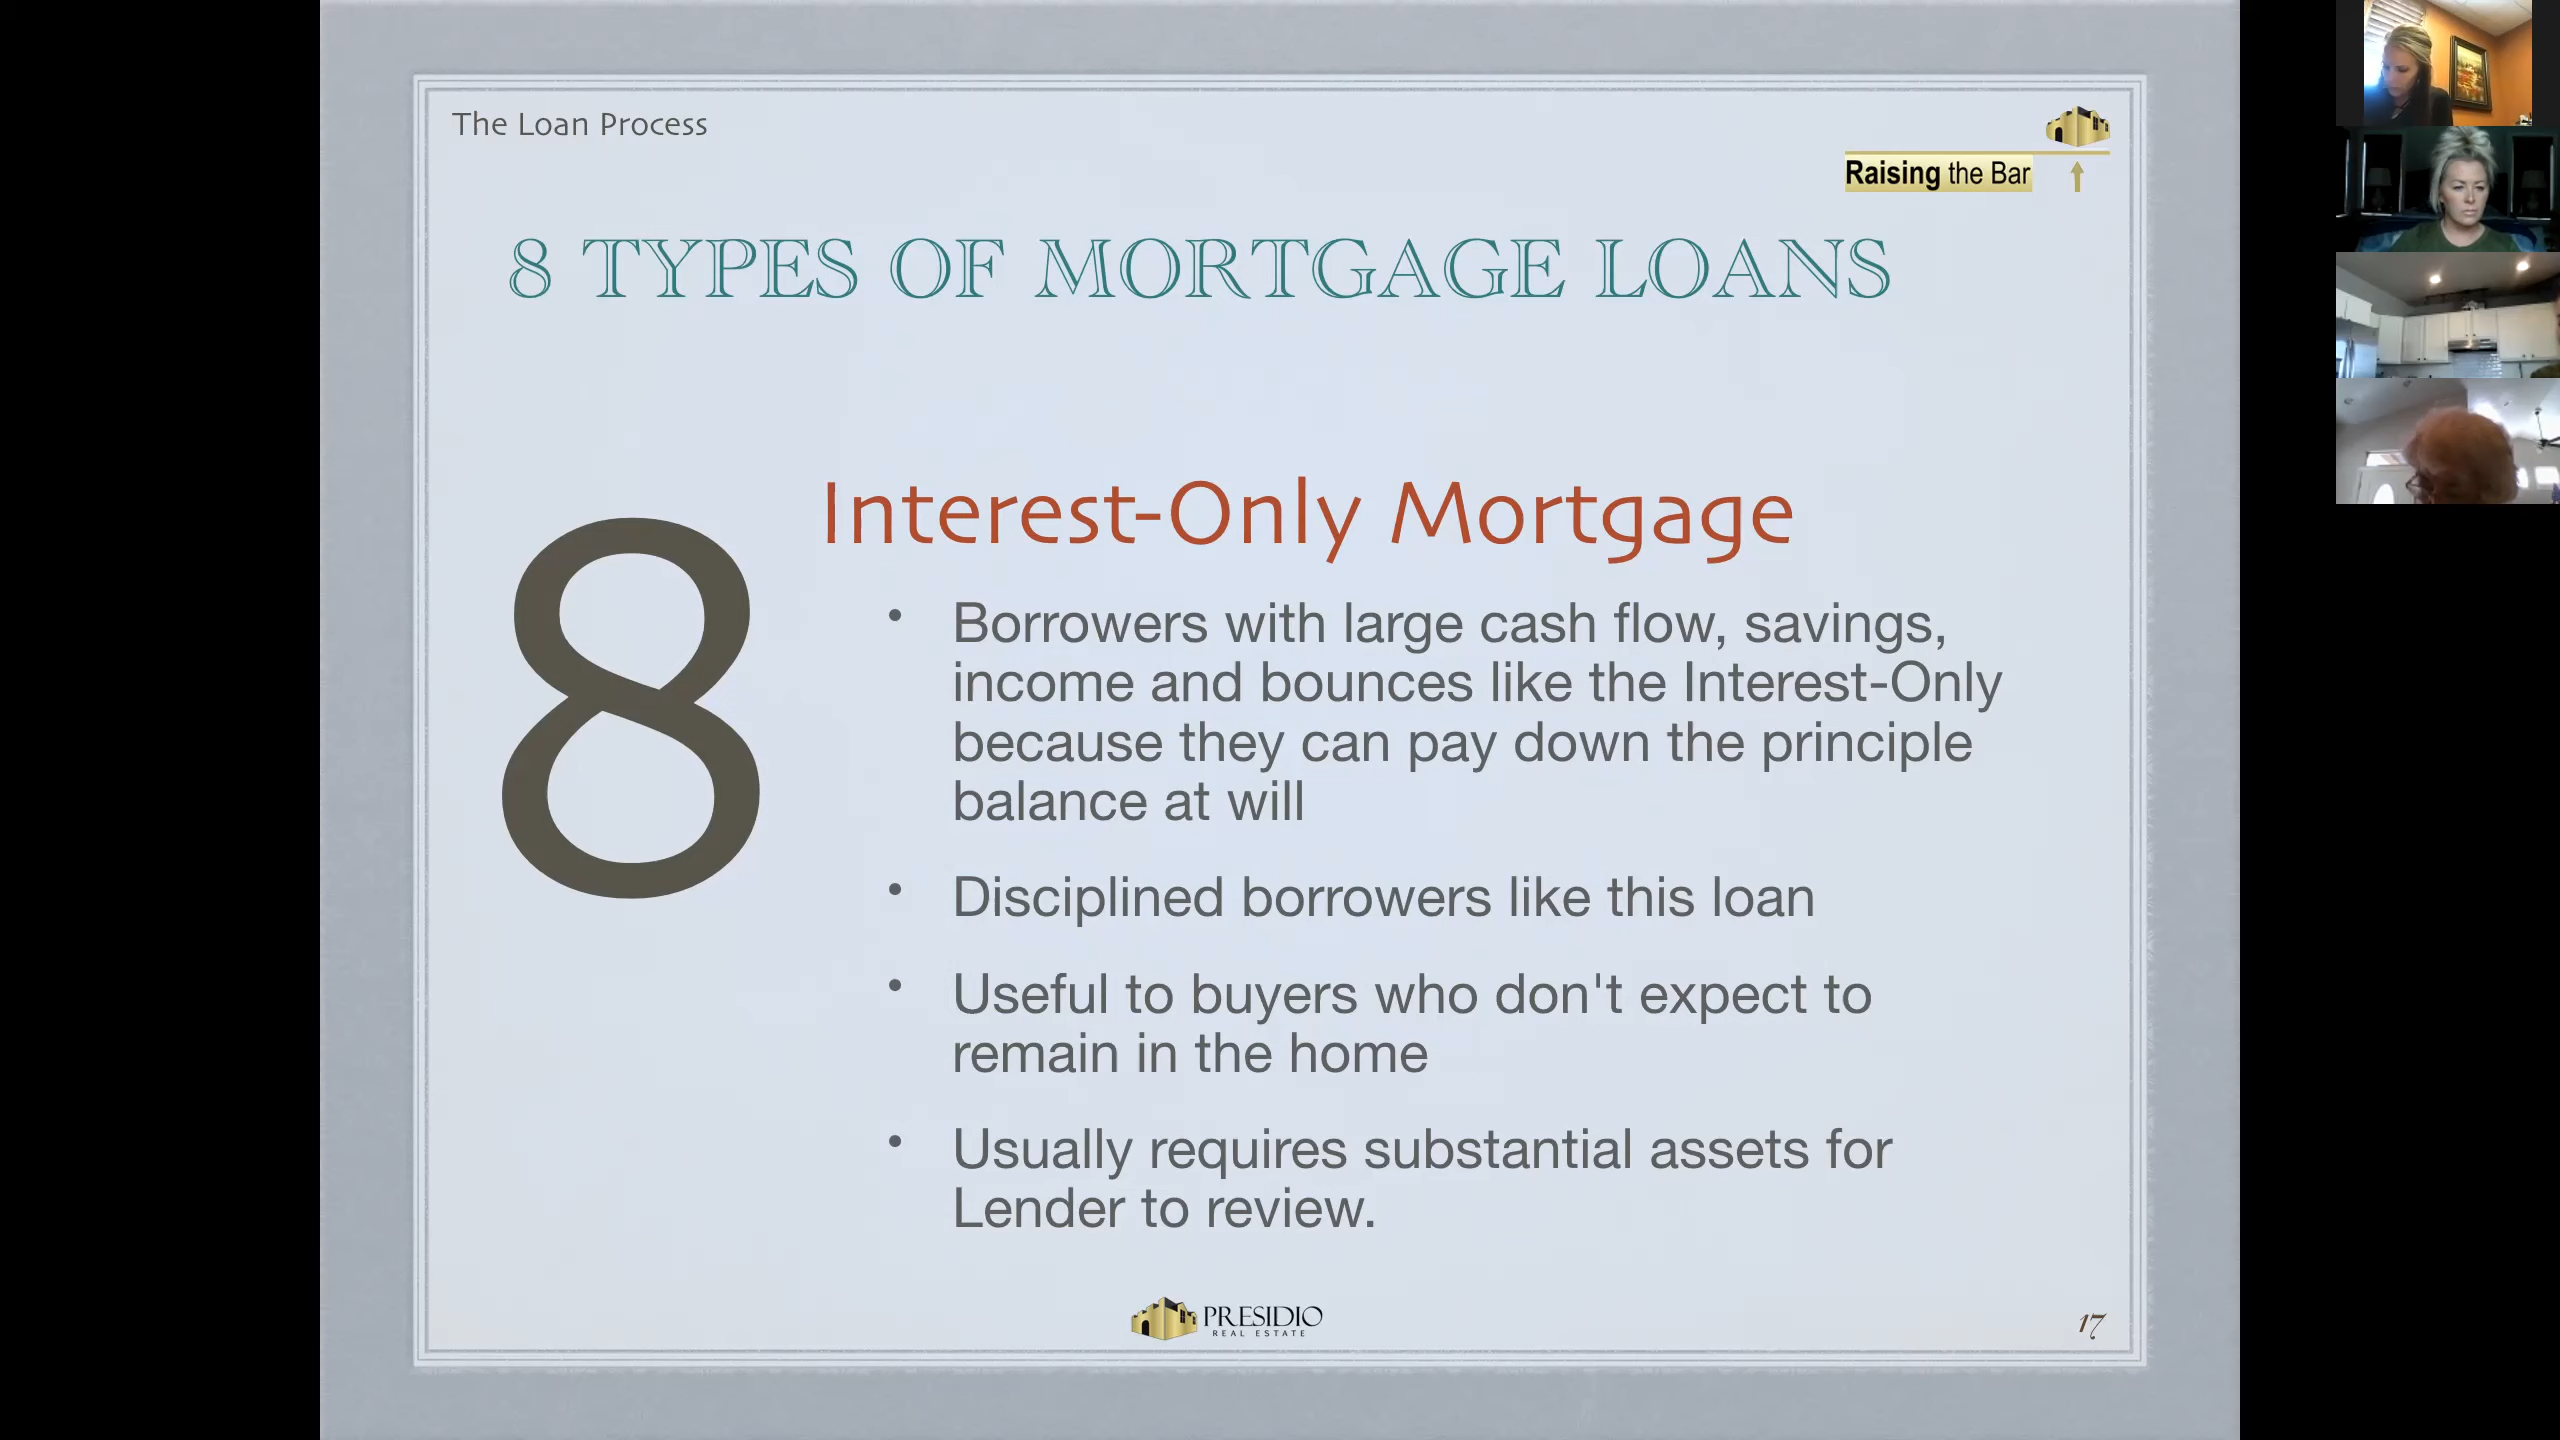 The Loan Process
Raising the Bar
8 TYPES OF MORTGAGE LOANS
8
Interest-Only Mortgage
• Borrowers with large cash flow, savings,
income and bounces like the Interest-Only
because they can pay down the principle
balance at will
• Disciplined borrowers like this loan
• Useful to buyers who don't expect to
remain in the home
• Usually requires substantial assets for
Lender to review.
PRESIDIO
REAL ESTATE
17